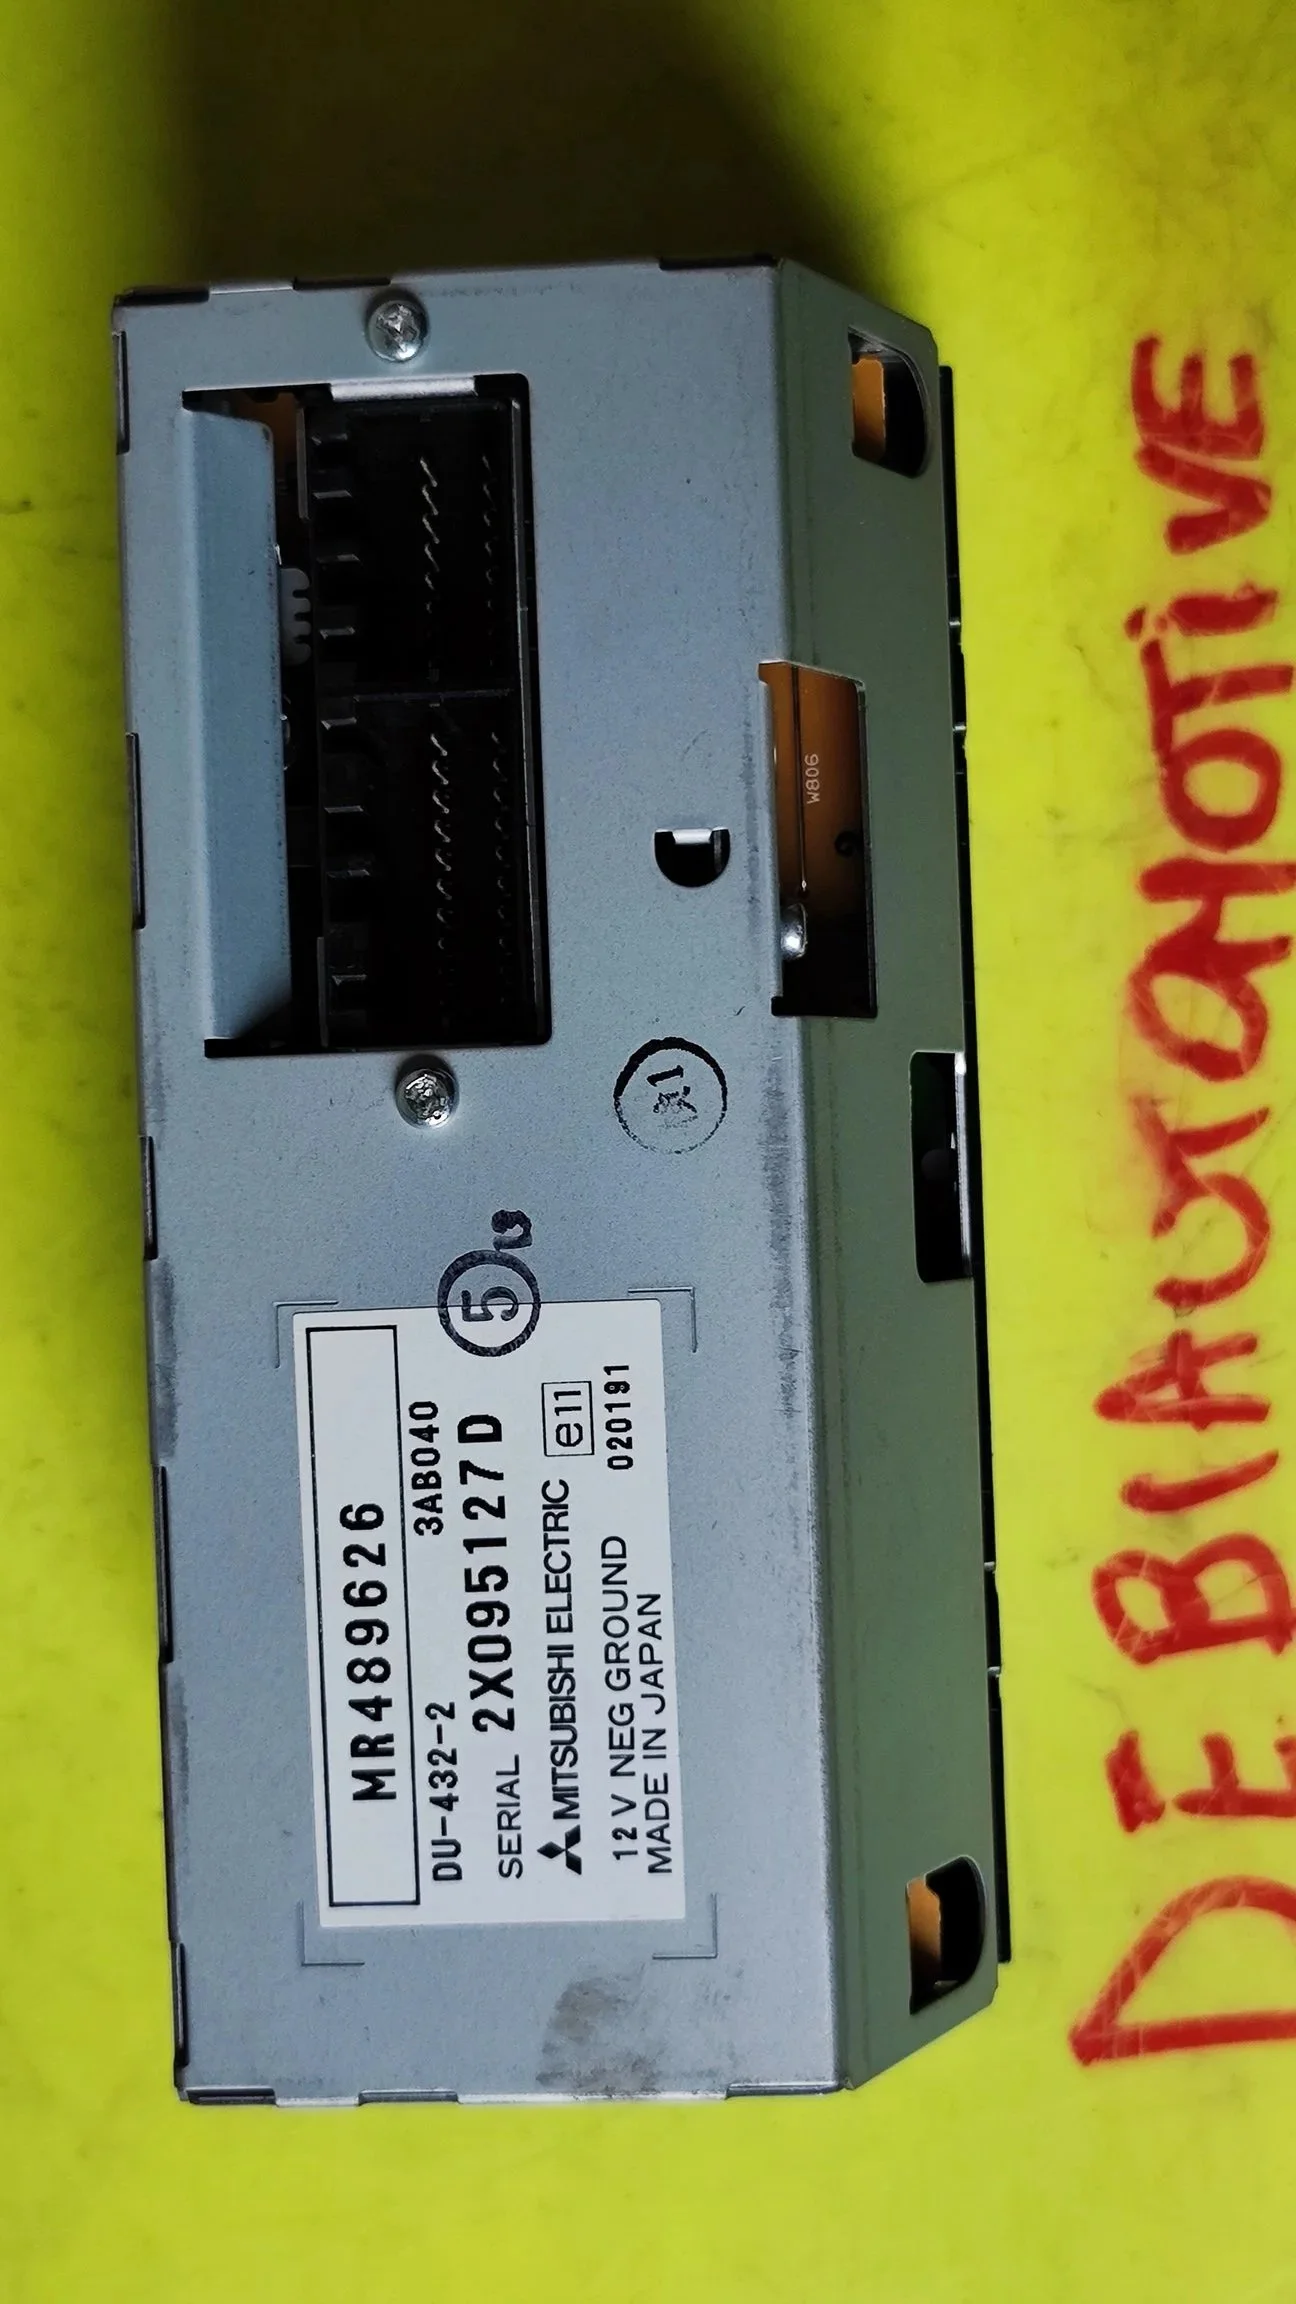 MR489626
DU-432-2 3AB040
SERIAL 2X095127D
MITSUBISHI ELECTRIC e11
12 V NEG GROUND 020191
MADE IN JAPAN
5
W806
DEBIAUTOMOTIVE